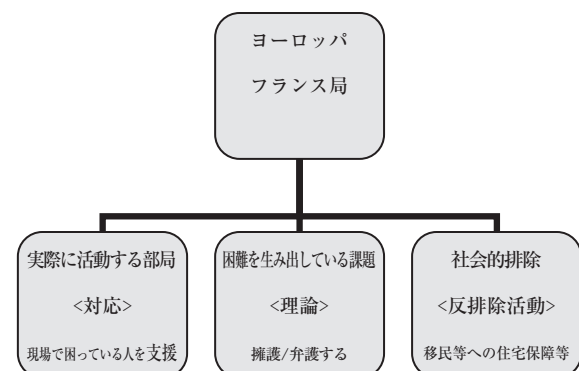 ヨーロッパ
フランス局
実際に活動する部局
<対応>
現場で困っている人を支援
困難を生み出している課題
<理論>
擁護/弁護する
社会的排除
<反排除活動>
移民等への住宅保障等